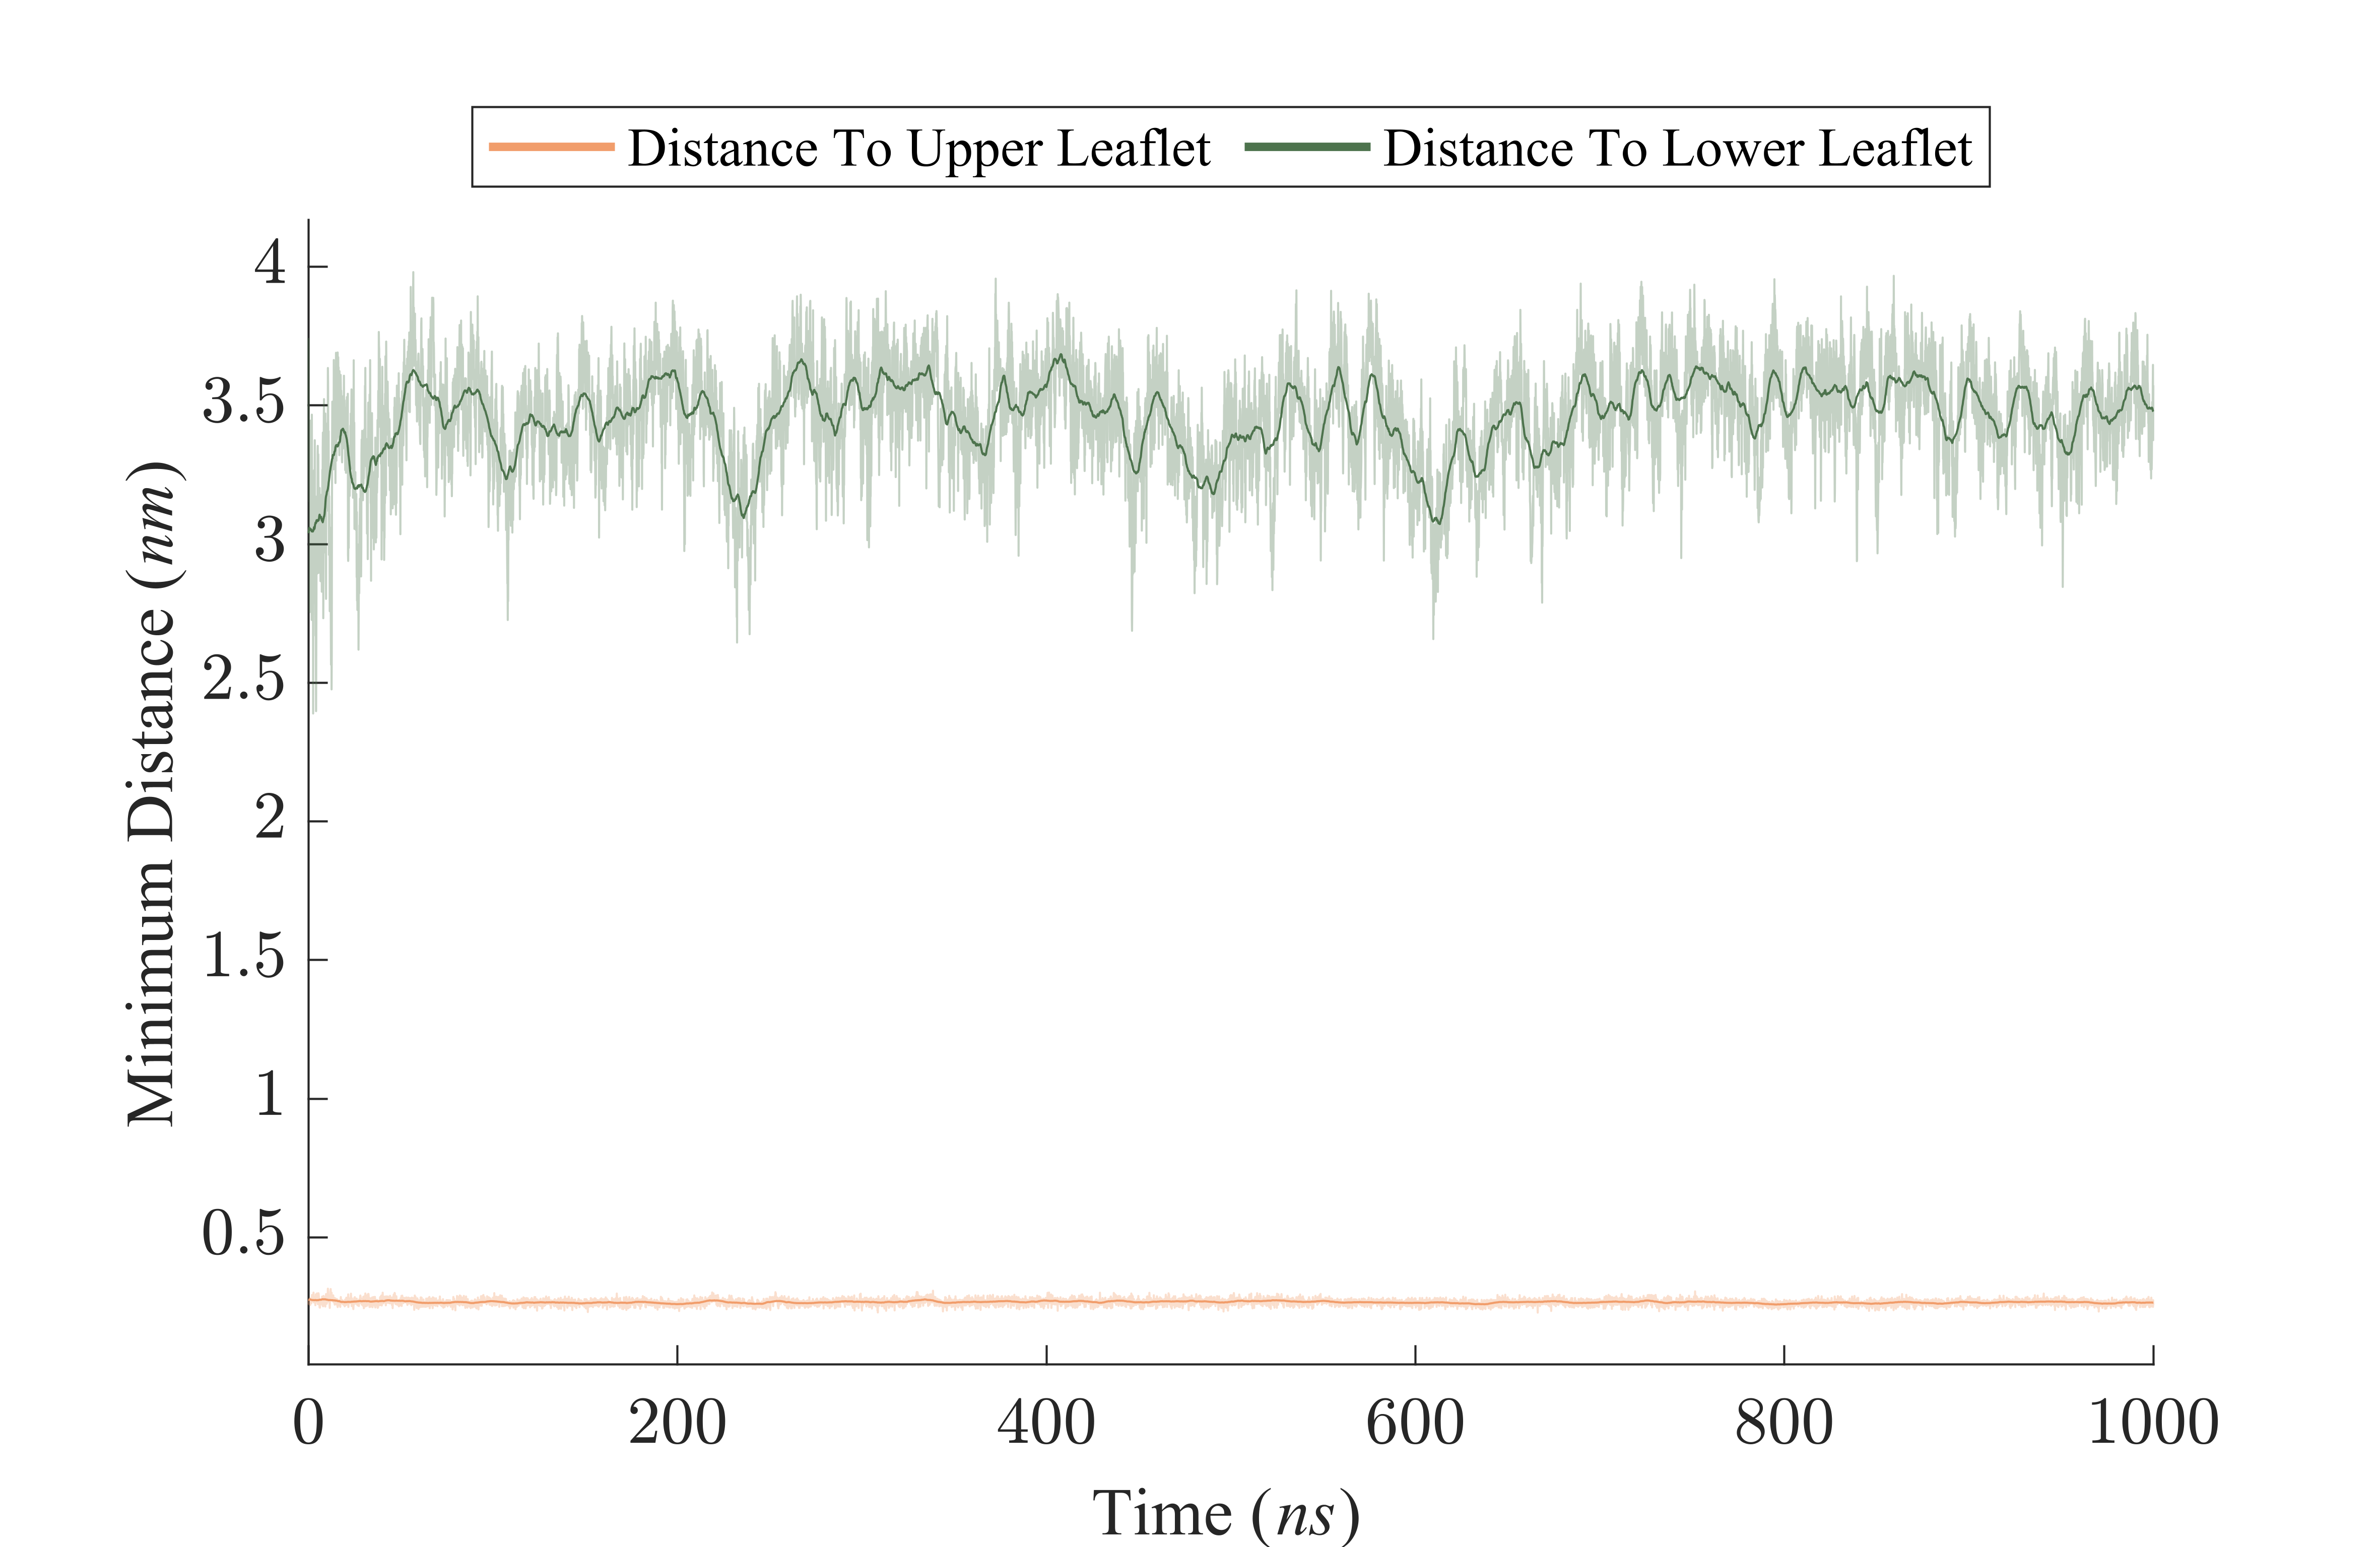 Distance To Upper Leaflet Distance To Lower Leaflet
4
3.5
3
2.5
2
1.5
1
0.5
Minimum Distance (nm)
0 200 400 600 800 1000
Time (ns)